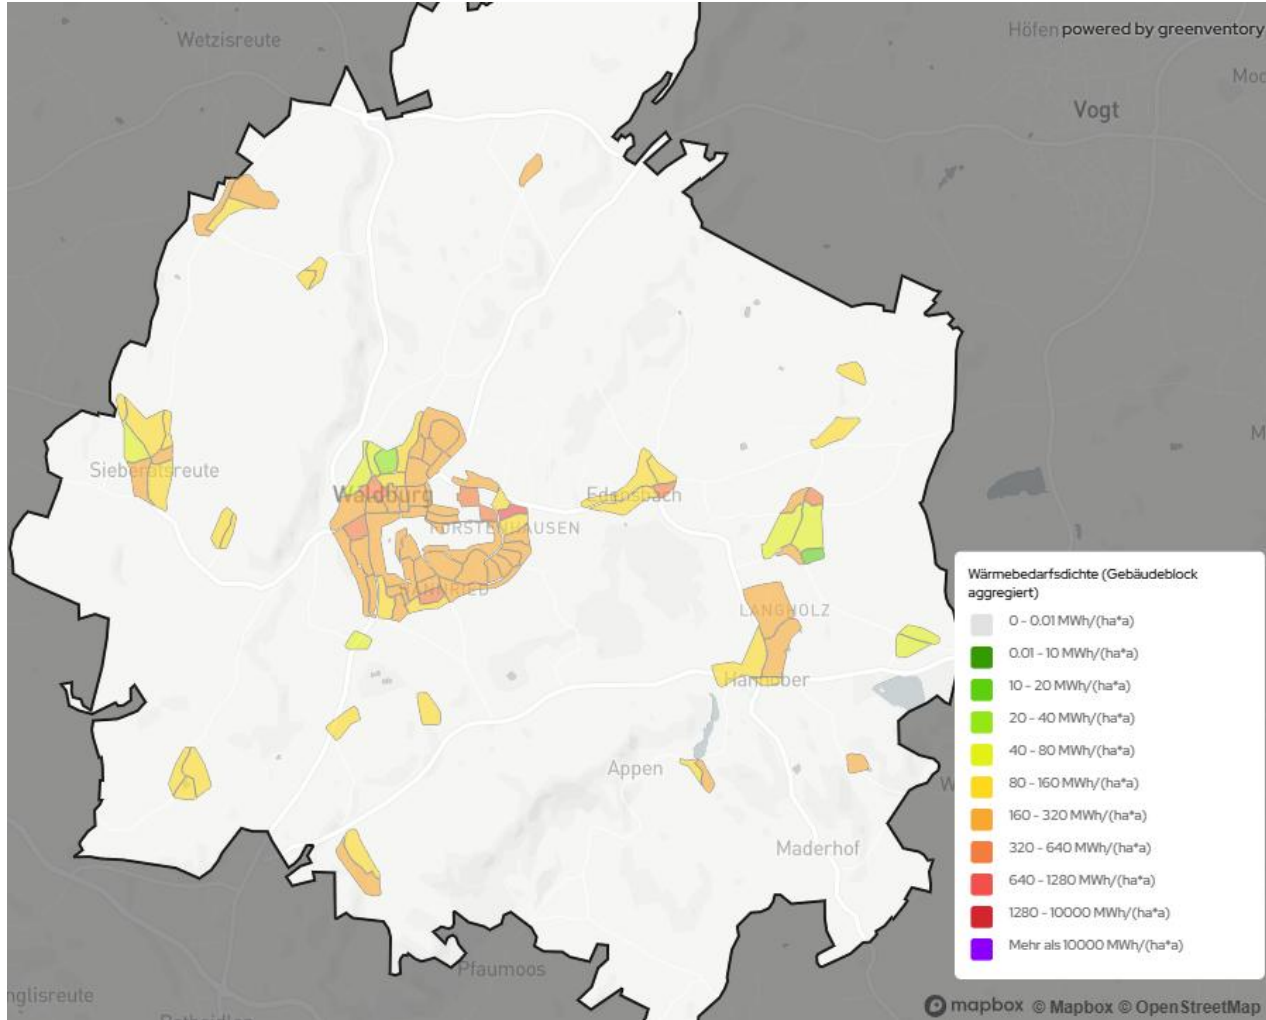 Wetzisreute
Höfen
powered by greenventory
Vogt
Sieberatsreute
Waldburg
Edensbach
FÜRSTENHAUSEN
HANNRIED
LANGHOLZ
Hannober
Appen
Maderhof
Pfaumoos
nglisreute
Wärmebedarfsdichte (Gebäudeblock
aggregiert)
0 - 0.01 MWh/(ha*a)
0.01 - 10 MWh/(ha*a)
10 - 20 MWh/(ha*a)
20 - 40 MWh/(ha*a)
40 - 80 MWh/(ha*a)
80 - 160 MWh/(ha*a)
160 - 320 MWh/(ha*a)
320 - 640 MWh/(ha*a)
640 - 1280 MWh/(ha*a)
1280 - 10000 MWh/(ha*a)
Mehr als 10000 MWh/(ha*a)
mapbox © Mapbox © OpenStreetMap